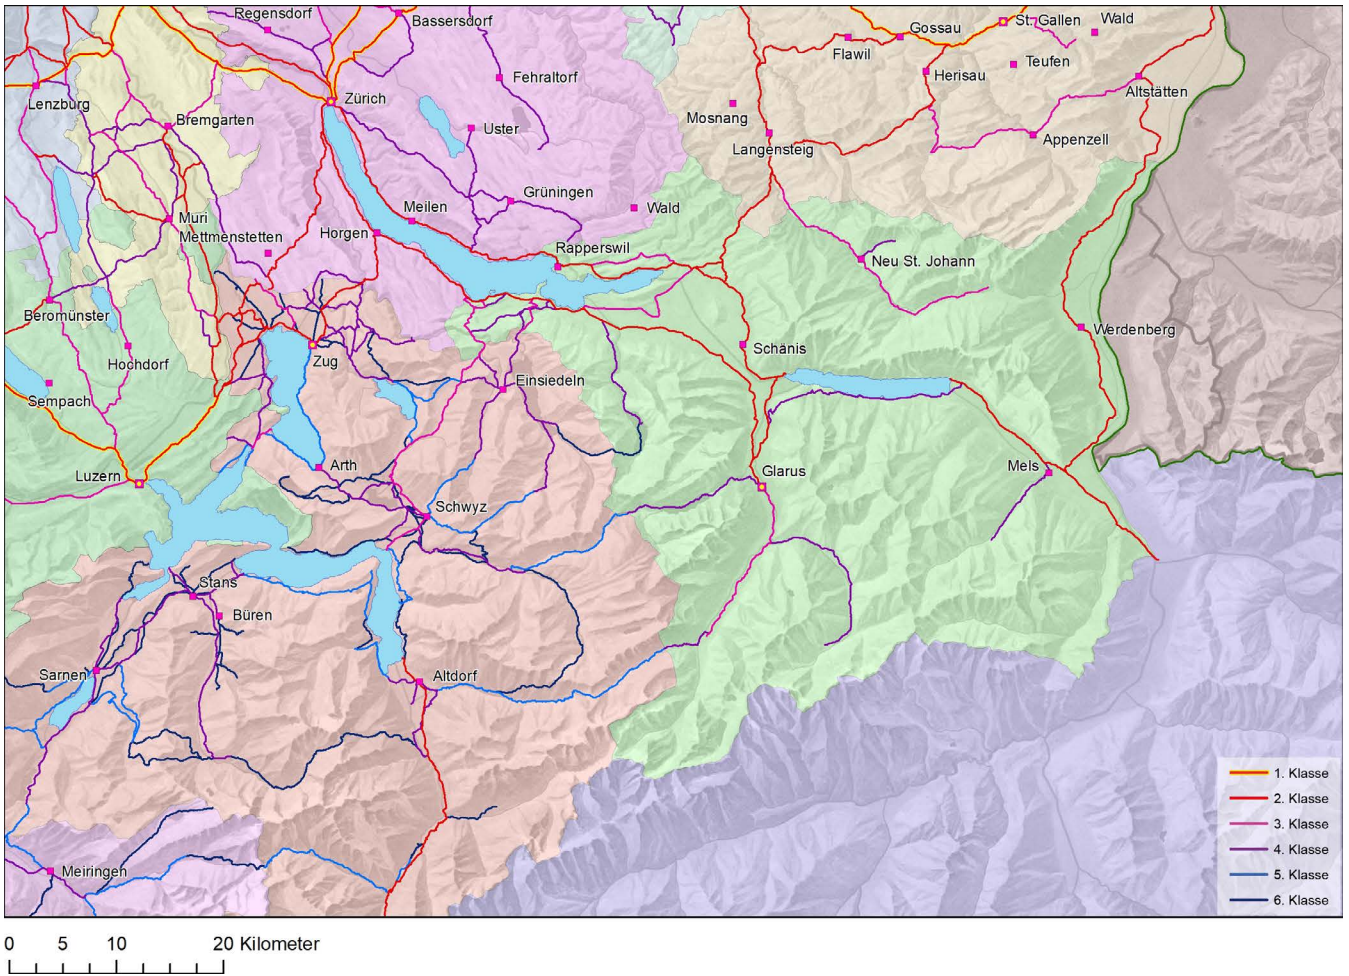 Regensdorf
Bassersdorf
St. Gallen
Wald
Gossau
Flawil
Teufen
Herisau
Fehraltorf
Altstätten
Lenzburg
Zürich
Mosnang
Bremgarten
Uster
Appenzell
Langensteig
Grüningen
Meilen
Wald
Muri
Mettmenstetten
Horgen
Rapperswil
Neu St. Johann
Beromünster
Werdenberg
Schänis
Hochdorf
Zug
Einsiedeln
Sempach
Arth
Mels
Glarus
Luzern
Schwyz
Stans
Büren
Sarnen
Altdorf
Meiringen
1. Klasse
2. Klasse
3. Klasse
4. Klasse
5. Klasse
6. Klasse
0 5 10 20 Kilometer